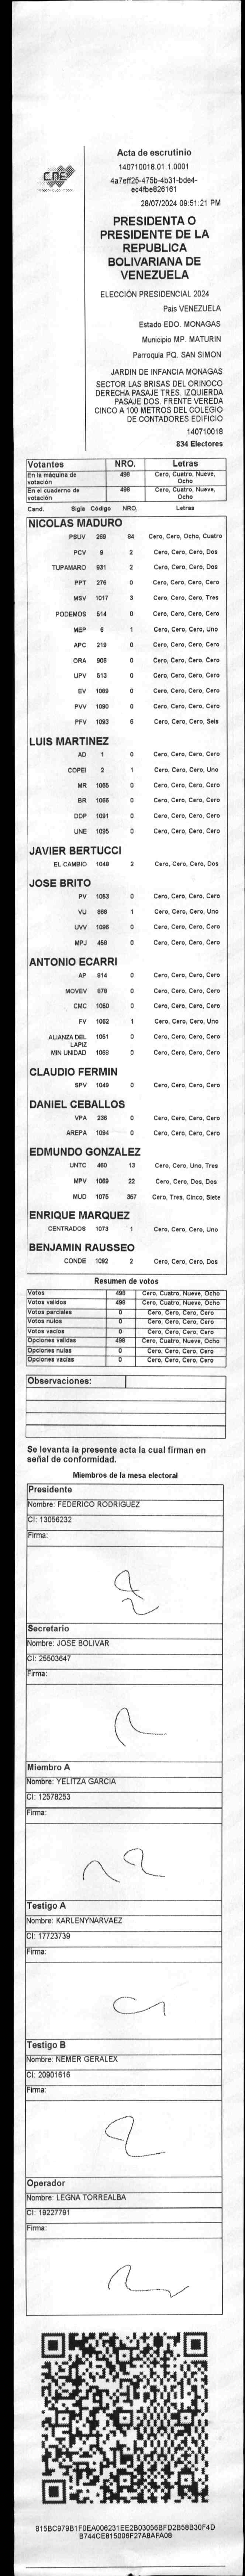 Acta de escrutinio
140710018.01.1.0001
4a7eff25-475b-4b31-bde4-
ec4fbe826161
28/07/2024 09:51:21 PM
CNE
PRESIDENTA O
PRESIDENTE DE LA
REPUBLICA
BOLIVARIANA DE
VENEZUELA
ELECCIÓN PRESIDENCIAL 2024
Pais VENEZUELA
Estado EDO. MONAGAS
Municipio MP. MATURIN
Parroquia PQ. SAN SIMON
JARDIN DE INFANCIA MONAGAS
SECTOR LAS BRISAS DEL ORINOCO
DERECHA PASAJE TRES. IZQUIERDA
PASAJE DOS. FRENTE VEREDA
CINCO A 100 METROS DEL COLEGIO
DE CONTADORES EDIFICIO
140710018
834 Electores
Votantes NRO. Letras
En la máquina de votación 498 Cero, Cuatro, Nueve, Ocho
En el cuaderno de votación 498 Cero, Cuatro, Nueve, Ocho
Cand. Sigla Código NRO, Letras
NICOLAS MADURO
PSUV 269 84 Cero, Cero, Ocho, Cuatro
PCV 9 2 Cero, Cero, Cero, Dos
TUPAMARO 931 2 Cero, Cero, Cero, Dos
PPT 276 0 Cero, Cero, Cero, Cero
MSV 1017 3 Cero, Cero, Cero, Tres
PODEMOS 514 0 Cero, Cero, Cero, Cero
MEP 6 1 Cero, Cero, Cero, Uno
APC 219 0 Cero, Cero, Cero, Cero
ORA 906 0 Cero, Cero, Cero, Cero
UPV 513 0 Cero, Cero, Cero, Cero
EV 1089 0 Cero, Cero, Cero, Cero
PVV 1090 0 Cero, Cero, Cero, Cero
PFV 1093 6 Cero, Cero, Cero, Seis
LUIS MARTINEZ
AD 1 0 Cero, Cero, Cero, Cero
COPEI 2 1 Cero, Cero, Cero, Uno
MR 1065 0 Cero, Cero, Cero, Cero
BR 1066 0 Cero, Cero, Cero, Cero
DDP 1091 0 Cero, Cero, Cero, Cero
UNE 1095 0 Cero, Cero, Cero, Cero
JAVIER BERTUCCI
EL CAMBIO 1048 2 Cero, Cero, Cero, Dos
JOSE BRITO
PV 1053 0 Cero, Cero, Cero, Cero
VU 868 1 Cero, Cero, Cero, Uno
UVV 1096 0 Cero, Cero, Cero, Cero
MPJ 458 0 Cero, Cero, Cero, Cero
ANTONIO ECARRI
AP 814 0 Cero, Cero, Cero, Cero
MOVEV 878 0 Cero, Cero, Cero, Cero
CMC 1050 0 Cero, Cero, Cero, Cero
FV 1062 1 Cero, Cero, Cero, Uno
ALIANZA DEL LAPIZ 1051 0 Cero, Cero, Cero, Cero
MIN UNIDAD 1068 0 Cero, Cero, Cero, Cero
CLAUDIO FERMIN
SPV 1049 0 Cero, Cero, Cero, Cero
DANIEL CEBALLOS
VPA 236 0 Cero, Cero, Cero, Cero
AREPA 1094 0 Cero, Cero, Cero, Cero
EDMUNDO GONZALEZ
UNTC 460 13 Cero, Cero, Uno, Tres
MPV 1069 22 Cero, Cero, Dos, Dos
MUD 1075 357 Cero, Tres, Cinco, Siete
ENRIQUE MARQUEZ
CENTRADOS 1073 1 Cero, Cero, Cero, Uno
BENJAMIN RAUSSEO
CONDE 1092 2 Cero, Cero, Cero, Dos
Resumen de votos
Votos 498 Cero, Cuatro, Nueve, Ocho
Votos validos 498 Cero, Cuatro, Nueve, Ocho
Votos parciales 0 Cero, Cero, Cero, Cero
Votos nulos 0 Cero, Cero, Cero, Cero
Votos vacios 0 Cero, Cero, Cero, Cero
Opciones validas 498 Cero, Cuatro, Nueve, Ocho
Opciones nulas 0 Cero, Cero, Cero, Cero
Opciones vacias 0 Cero, Cero, Cero, Cero
Observaciones:
Se levanta la presente acta la cual firman en
señal de conformidad.
Miembros de la mesa electoral
Presidente
Nombre: FEDERICO RODRIGUEZ
CI: 13056232
Firma:
Secretario
Nombre: JOSE BOLIVAR
CI: 25503647
Firma:
Miembro A
Nombre: YELITZA GARCIA
CI: 12578253
Firma:
Testigo A
Nombre: KARLENYNARVAEZ
CI: 17723739
Firma:
Testigo B
Nombre: NEMER GERALEX
CI: 20901616
Firma:
Operador
Nombre: LEGNA TORREALBA
CI: 19227791
Firma:
815BC979B1F0EA006231EE2B03056BFD2B58B30F4D
B744CE815006F27A8AFA08